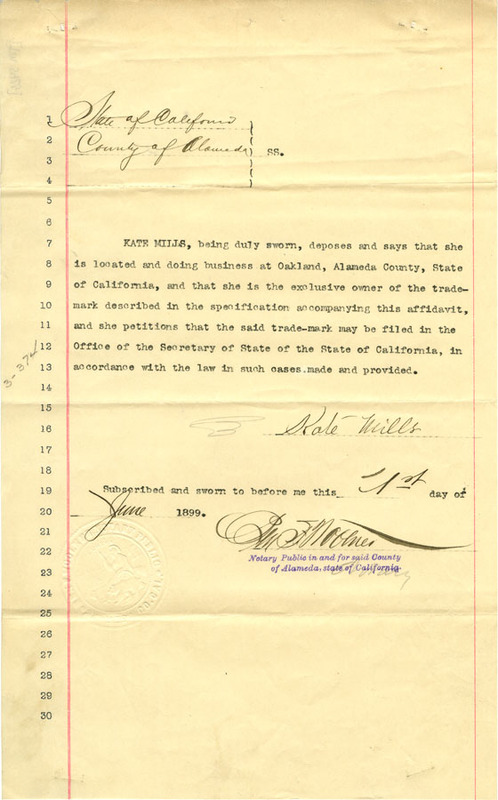 1 State of California
2 County of Alameda
3 SS.
4
5
6
7 KATE MILLS, being duly sworn, deposes and says that she
8 is located and doing business at Oakland, Alameda County, State
9 of California, and that she is the exclusive owner of the trade-
10 mark described in the specification accompanying this affidavit,
11 and she petitions that the said trade-mark may be filed in the
12 Office of the Secretary of State of the State of California, in
13 accordance with the law in such cases made and provided.
3-374
14
15
16 Kate Mills
17
18
19 Subscribed and sworn to before me this 1st day of
20 June 1899.
21
22 Notary Public in and for said County
of Alameda, state of California
23
24
25
26
27
28
29
30